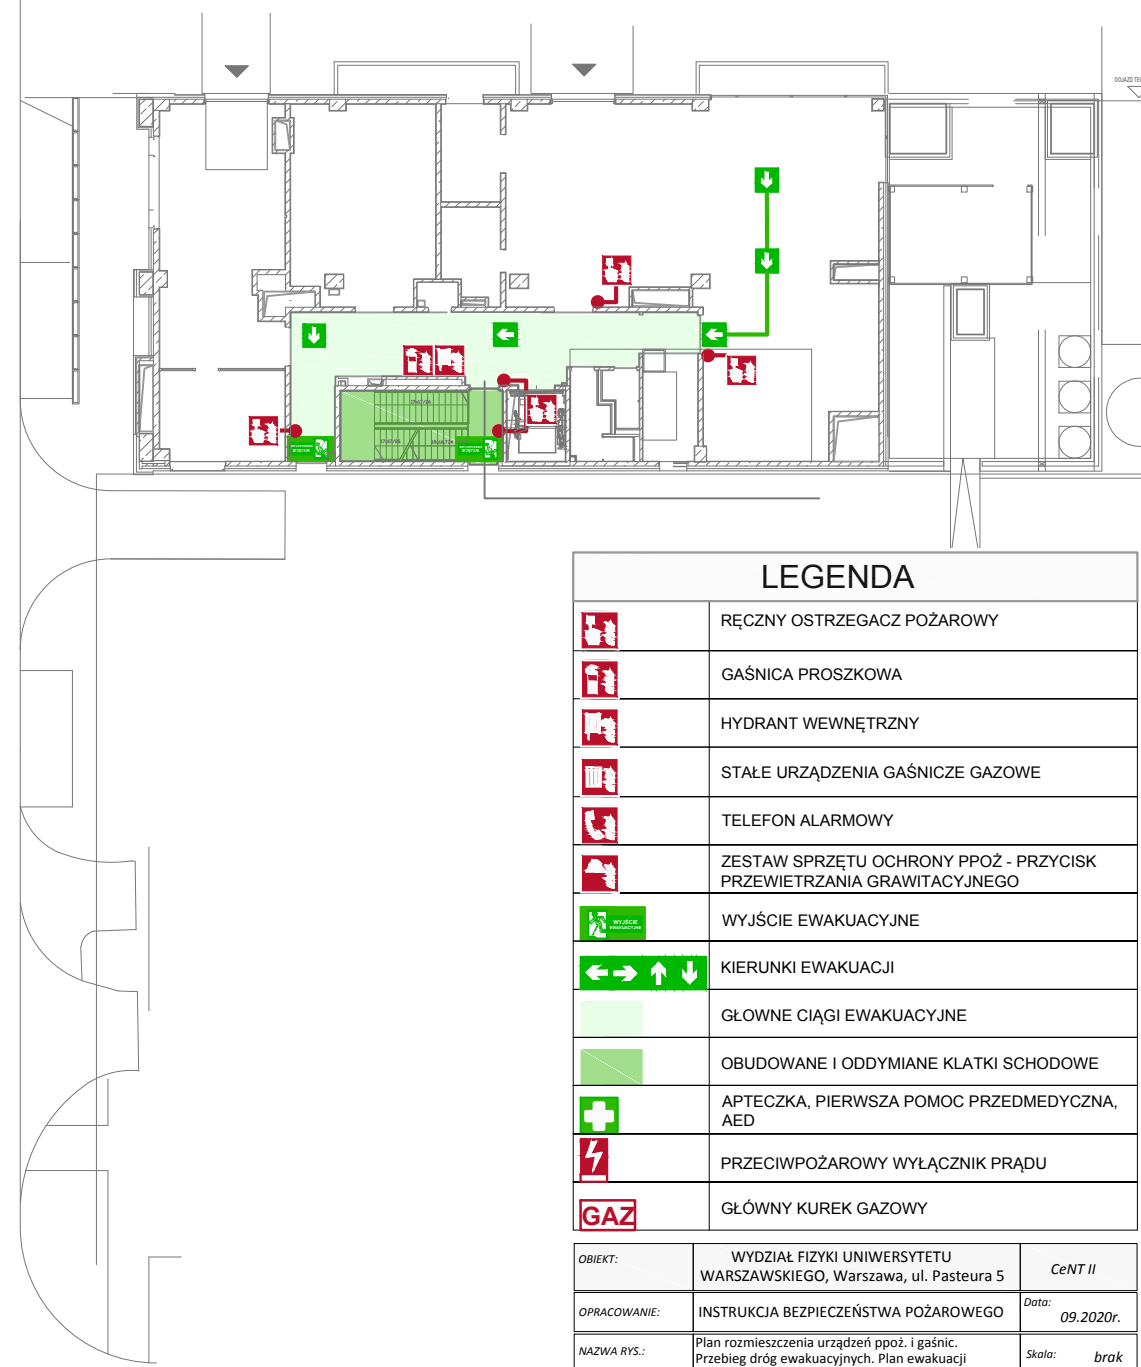 DOJAZD TE
LEGENDA
RĘCZNY OSTRZEGACZ POŻAROWY
GAŚNICA PROSZKOWA
HYDRANT WEWNĘTRZNY
STAŁE URZĄDZENIA GAŚNICZE GAZOWE
TELEFON ALARMOWY
ZESTAW SPRZĘTU OCHRONY PPOŻ - PRZYCISK
PRZEWIETRZANIA GRAWITACYJNEGO
WYJŚCIE
EWAKUACYJNE
WYJŚCIE EWAKUACYJNE
KIERUNKI EWAKUACJI
GŁOWNE CIĄGI EWAKUACYJNE
OBUDOWANE I ODDYMIANE KLATKI SCHODOWE
APTECZKA, PIERWSZA POMOC PRZEDMEDYCZNA,
AED
PRZECIWPOŻAROWY WYŁĄCZNIK PRĄDU
GAZ
GŁÓWNY KUREK GAZOWY
OBIEKT:
WYDZIAŁ FIZYKI UNIWERSYTETU
WARSZAWSKIEGO, Warszawa, ul. Pasteura 5
CeNT II
OPRACOWANIE:
INSTRUKCJA BEZPIECZEŃSTWA POŻAROWEGO
Data:
09.2020r.
NAZWA RYS.:
Plan rozmieszczenia urządzeń ppoż. i gaśnic.
Przebieg dróg ewakuacyjnych. Plan ewakuacji
Skala:
brak